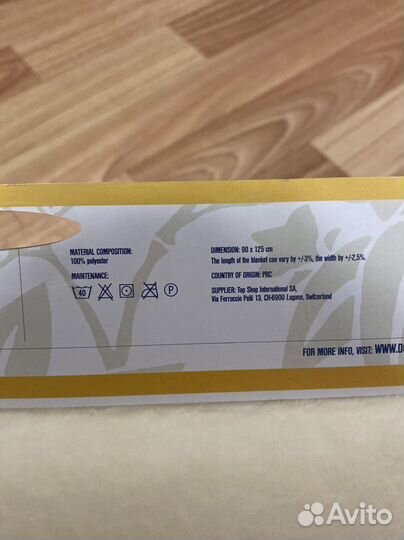 MATERIAL COMPOSITION:
100% polyester
MAINTENANCE:
40
P
DIMENSION: 90 x 125 cm
The length of the blanket can vary by +/-3%, the width by +/-2,5%.
COUNTRY OF ORIGIN: PRC
SUPPLIER: Top Shop International SA,
Via Ferruccio Pelli 13, CH-6900 Lugano, Switzerland
FOR MORE INFO, VISIT: WWW.D
Avito